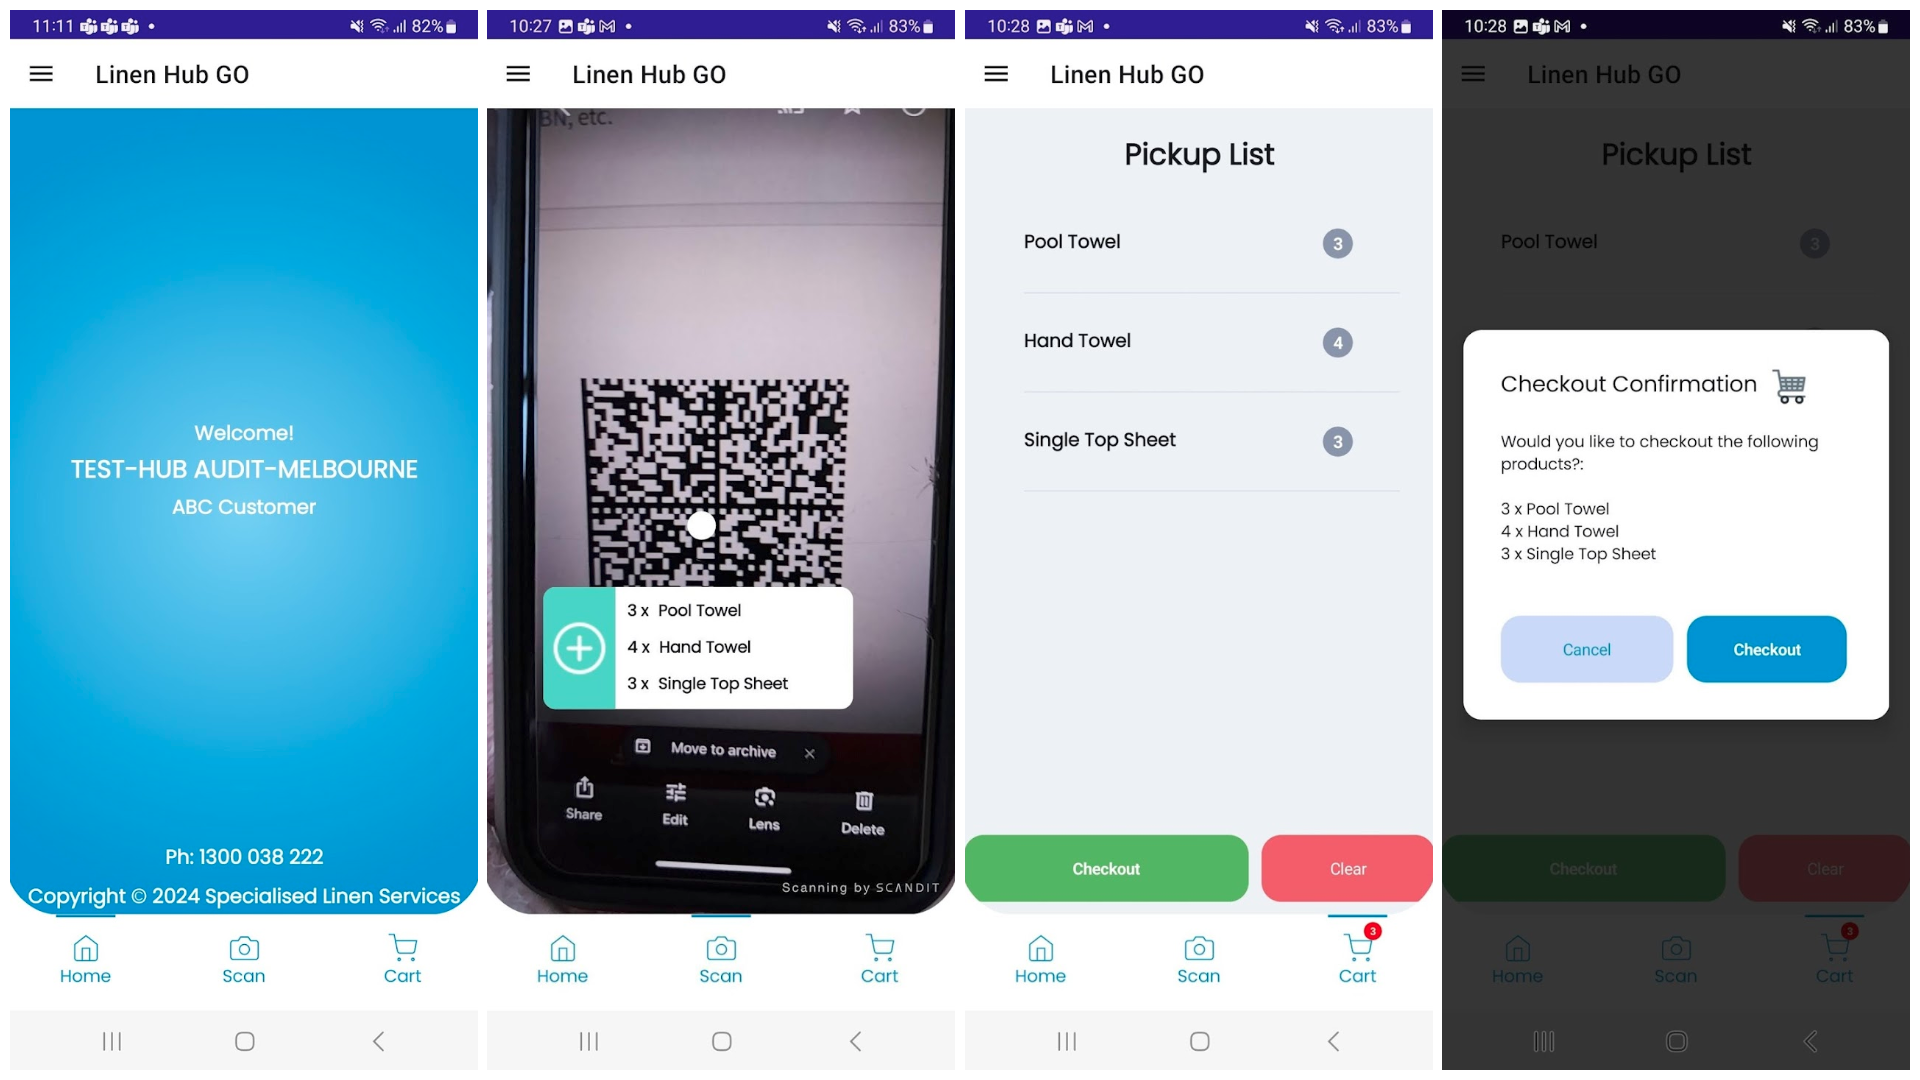 11:11
82%
Linen Hub GO
Welcome!
TEST-HUB AUDIT-MELBOURNE
ABC Customer
Ph: 1300 038 222
Copyright © 2024 Specialised Linen Services
Home
Scan
Cart
10:27
83%
Linen Hub GO
BN, etc.
3 x Pool Towel
4 x Hand Towel
3 x Single Top Sheet
Move to archive
Share
Edit
Lens
Delete
Scanning by SCANDIT
Home
Scan
Cart
10:28
83%
Linen Hub GO
Pickup List
Pool Towel 3
Hand Towel 4
Single Top Sheet 3
Checkout
Clear
3
Home
Scan
Cart
10:28
83%
Linen Hub GO
Pickup List
Pool Towel 3
Checkout Confirmation
Would you like to checkout the following
products?:
3 x Pool Towel
4 x Hand Towel
3 x Single Top Sheet
Cancel
Checkout
Checkout
Clear
3
Home
Scan
Cart